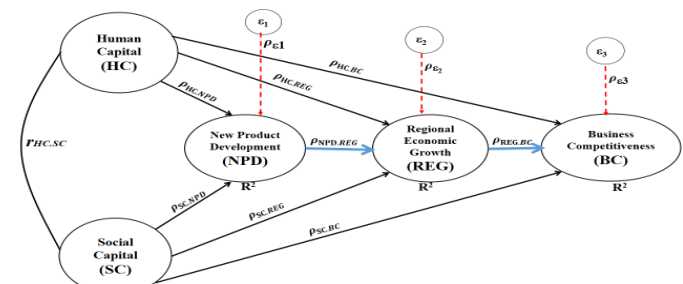 ε1
ε2
ε3
Human
Capital
(HC)
ρε1
ρε2
ρε3
ρHC.BC
ρHC.REG
ρHC.NPD
rHC.SC
New Product
Development
(NPD)
R²
ρNPD.REG
Regional
Economic
Growth
(REG)
R²
ρREG.BC
Business
Competitiveness
(BC)
R²
ρSC.NPD
ρSC.REG
ρSC.BC
Social
Capital
(SC)